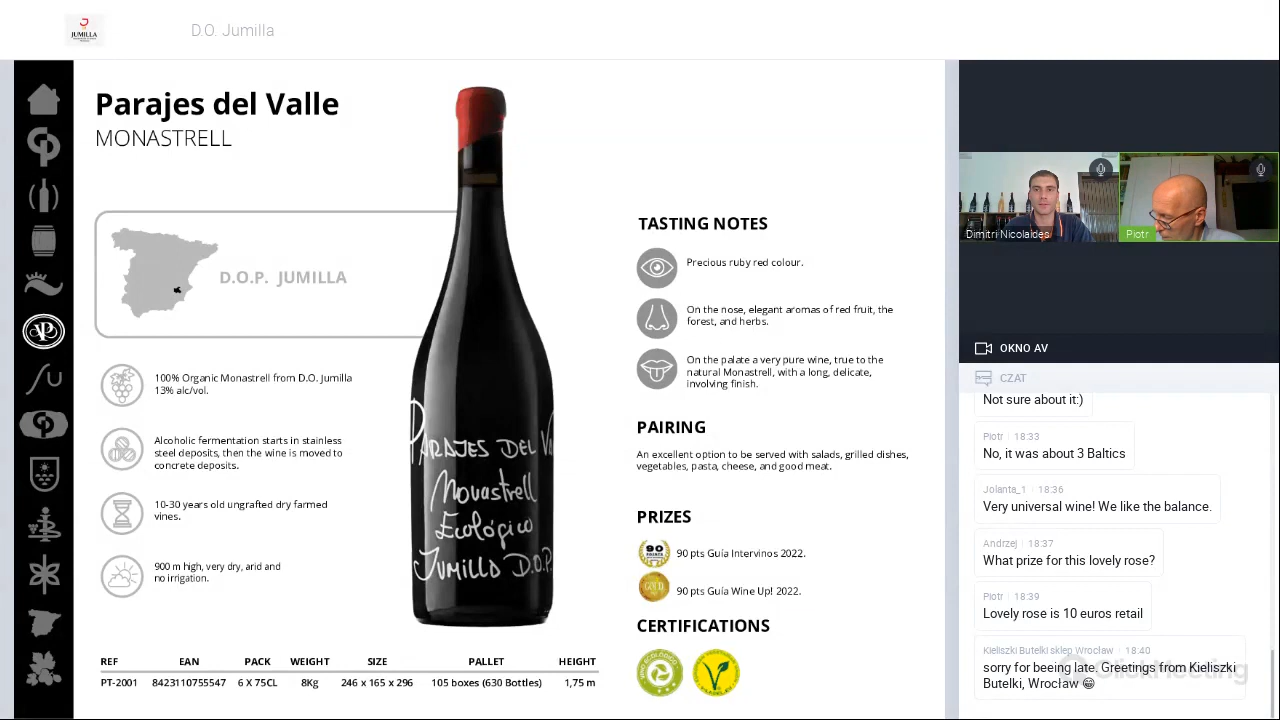 JUMILLA
D.O. Jumilla
Parajes del Valle
MONASTRELL
D.O.P. JUMILLA
100% Organic Monastrell from D.O. Jumilla
13% alc/vol.
Alcoholic fermentation starts in stainless
steel deposits, then the wine is moved to
concrete deposits.
10-30 years old ungrafted dry farmed
vines.
900 m high, very dry, arid and
no irrigation.
PARAJES DEL VA
Monastrell
Ecológico
Jumilla D.O.P.
TASTING NOTES
Precious ruby red colour.
On the nose, elegant aromas of red fruit, the
forest, and herbs.
On the palate a very pure wine, true to the
natural Monastrell, with a long, delicate,
involving finish.
PAIRING
An excellent option to be served with salads, grilled dishes,
vegetables, pasta, cheese, and good meat.
PRIZES
90
90 pts Guía Intervinos 2022.
GOLD
90 pts Guía Wine Up! 2022.
CERTIFICATIONS
REF EAN PACK WEIGHT SIZE PALLET HEIGHT
PT-2001 8423110755547 6 X 75CL 8Kg 246 x 165 x 296 105 boxes (630 Bottles) 1,75 m
Dimitri Nicolaides
Piotr
OKNO AV
CZAT
Not sure about it:)
Piotr 18:33
No, it was about 3 Baltics
Jolanta_1 18:36
Very universal wine! We like the balance.
Andrzej 18:37
What prize for this lovely rose?
Piotr 18:39
Lovely rose is 10 euros retail
Kieliszki Butelki sklep Wrocław 18:40
sorry for beeing late. Greetings from Kieliszki
Butelki, Wrocław 😁
ClickMeeting